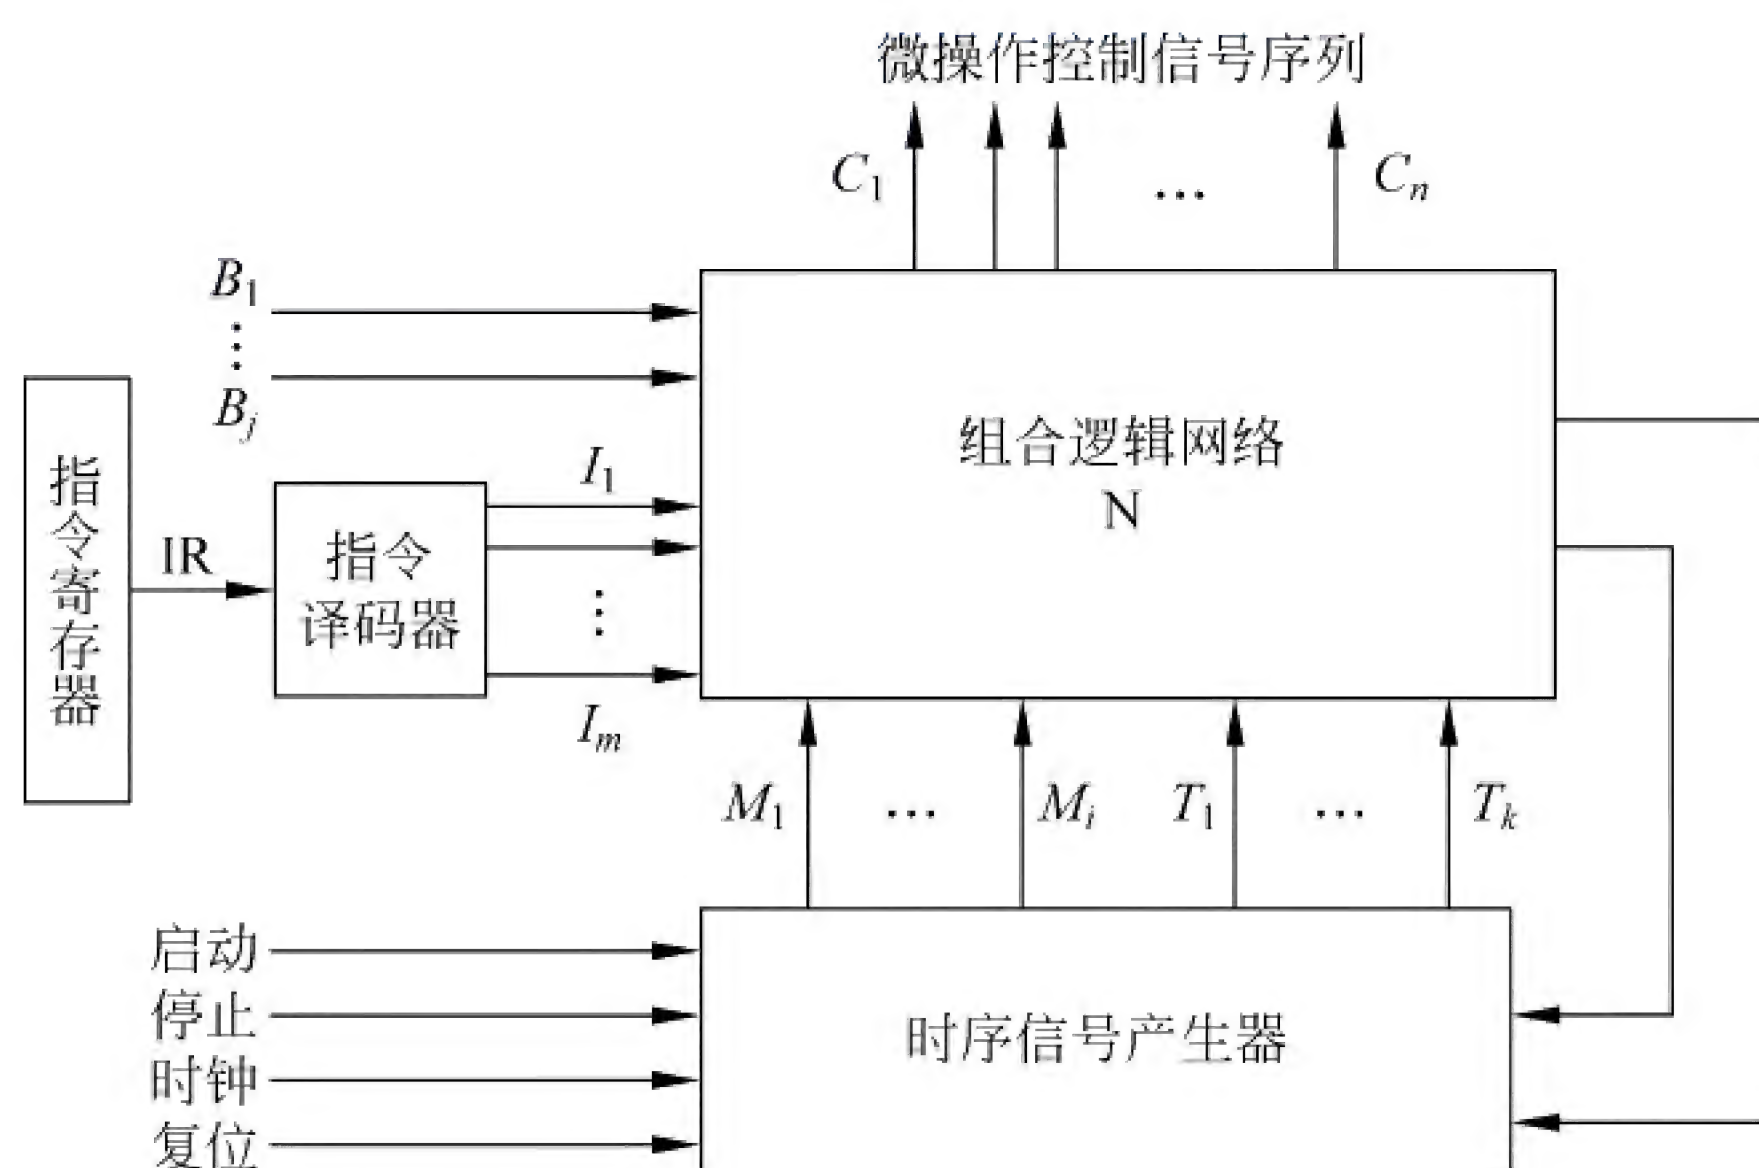 微操作控制信号序列
C1
…
Cn
B1
⋮
Bj
组合逻辑网络
N
指令寄存器
IR
指令
译码器
I1
⋮
Im
M1
…
Mi
T1
…
Tk
启动
停止
时钟
复位
时序信号产生器